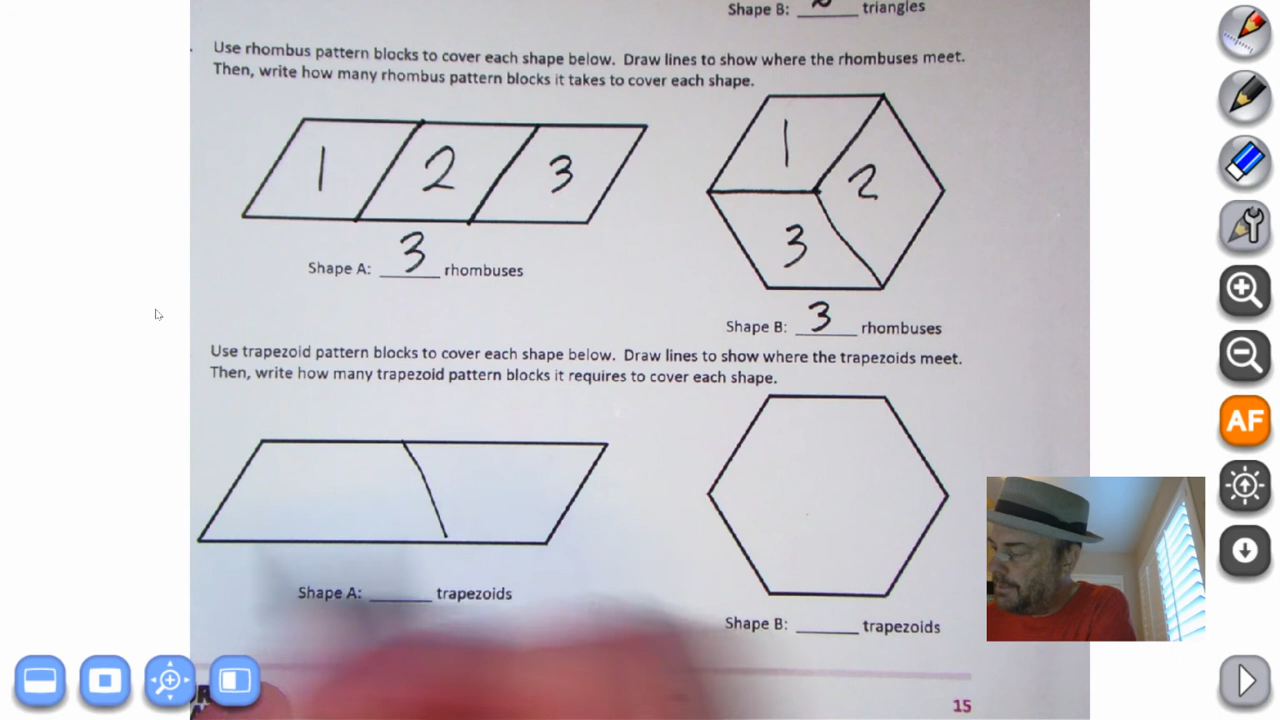 Shape B: ______ triangles
Use rhombus pattern blocks to cover each shape below. Draw lines to show where the rhombuses meet.
Then, write how many rhombus pattern blocks it takes to cover each shape.
1 2 3
1
2
3
Shape A: 3 rhombuses
Shape B: 3 rhombuses
Use trapezoid pattern blocks to cover each shape below. Draw lines to show where the trapezoids meet.
Then, write how many trapezoid pattern blocks it requires to cover each shape.
AF
Shape A: ______ trapezoids
Shape B: ______ trapezoids
15